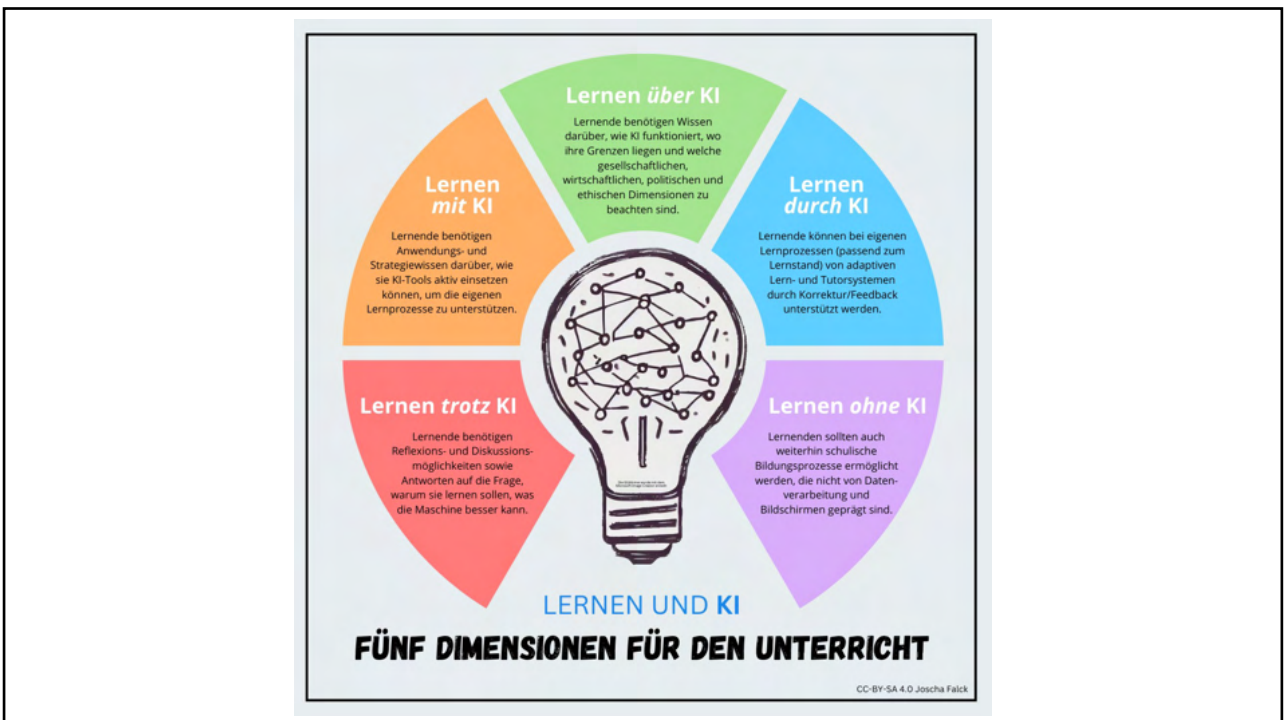 Lernen über KI
Lernende benötigen Wissen
darüber, wie KI funktioniert, wo
ihre Grenzen liegen und welche
gesellschaftlichen,
wirtschaftlichen, politischen und
ethischen Dimensionen zu
beachten sind.
Lernen
mit KI
Lernende benötigen
Anwendungs- und
Strategiewissen darüber, wie
sie KI-Tools aktiv einsetzen
können, um die eigenen
Lernprozesse zu unterstützen.
Lernen
durch KI
Lernende können bei eigenen
Lernprozessen (passend zum
Lernstand) von adaptiven
Lern- und Tutorsystemen
durch Korrektur/Feedback
unterstützt werden.
Lernen trotz KI
Lernende benötigen
Reflexions- und Diskussions-
möglichkeiten sowie
Antworten auf die Frage,
warum sie lernen sollen, was
die Maschine besser kann.
Lernen ohne KI
Lernenden sollten auch
weiterhin schulische
Bildungsprozesse ermöglicht
werden, die nicht von Daten-
verarbeitung und
Bildschirmen geprägt sind.
LERNEN UND KI
FÜNF DIMENSIONEN FÜR DEN UNTERRICHT
CC-BY-SA 4.0 Joscha Falck